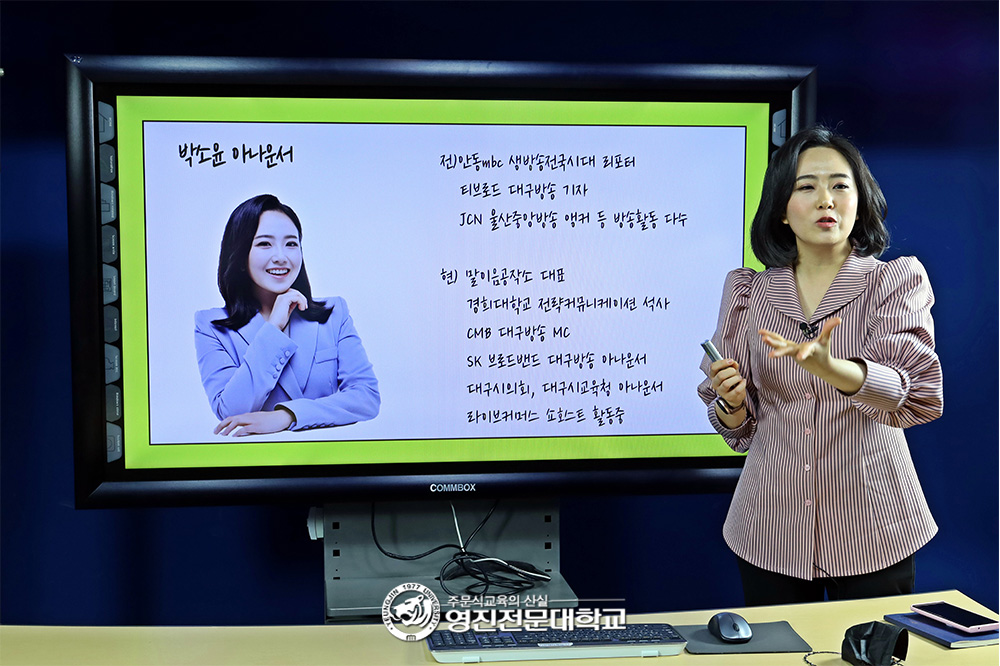 박소윤 아나운서
전)안동mbc 생방송전국시대 리포터
티브로드 대구방송 기자
JCN 울산중앙방송 앵커 등 방송활동 다수
현) 말이음공작소 대표
경희대학교 전략커뮤니케이션 석사
CMB 대구방송 MC
SK 브로드밴드 대구방송 아나운서
대구시의회, 대구시교육청 아나운서
라이브커머스 쇼호스트 활동중
COMMBOX
YEUNGJIN 1977 UNIVERSITY
주문식교육의 산실
영진전문대학교